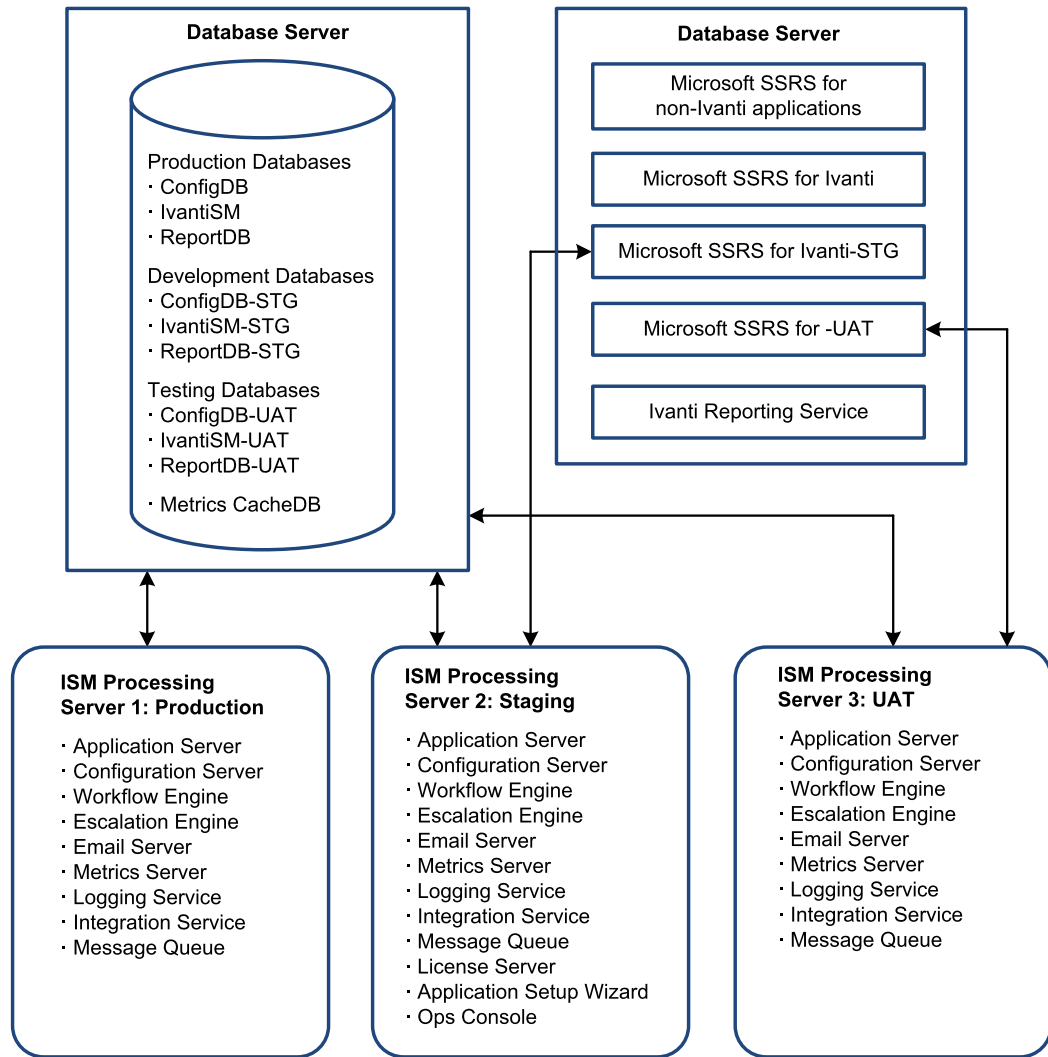 Database Server
Production Databases
· ConfigDB
· IvantiSM
· ReportDB
Development Databases
· ConfigDB-STG
· IvantiSM-STG
· ReportDB-STG
Testing Databases
· ConfigDB-UAT
· IvantiSM-UAT
· ReportDB-UAT
· Metrics CacheDB
Database Server
Microsoft SSRS for
non-Ivanti applications
Microsoft SSRS for Ivanti
Microsoft SSRS for Ivanti-STG
Microsoft SSRS for -UAT
Ivanti Reporting Service
ISM Processing
Server 1: Production
· Application Server
· Configuration Server
· Workflow Engine
· Escalation Engine
· Email Server
· Metrics Server
· Logging Service
· Integration Service
· Message Queue
ISM Processing
Server 2: Staging
· Application Server
· Configuration Server
· Workflow Engine
· Escalation Engine
· Email Server
· Metrics Server
· Logging Service
· Integration Service
· Message Queue
· License Server
· Application Setup Wizard
· Ops Console
ISM Processing
Server 3: UAT
· Application Server
· Configuration Server
· Workflow Engine
· Escalation Engine
· Email Server
· Metrics Server
· Logging Service
· Integration Service
· Message Queue